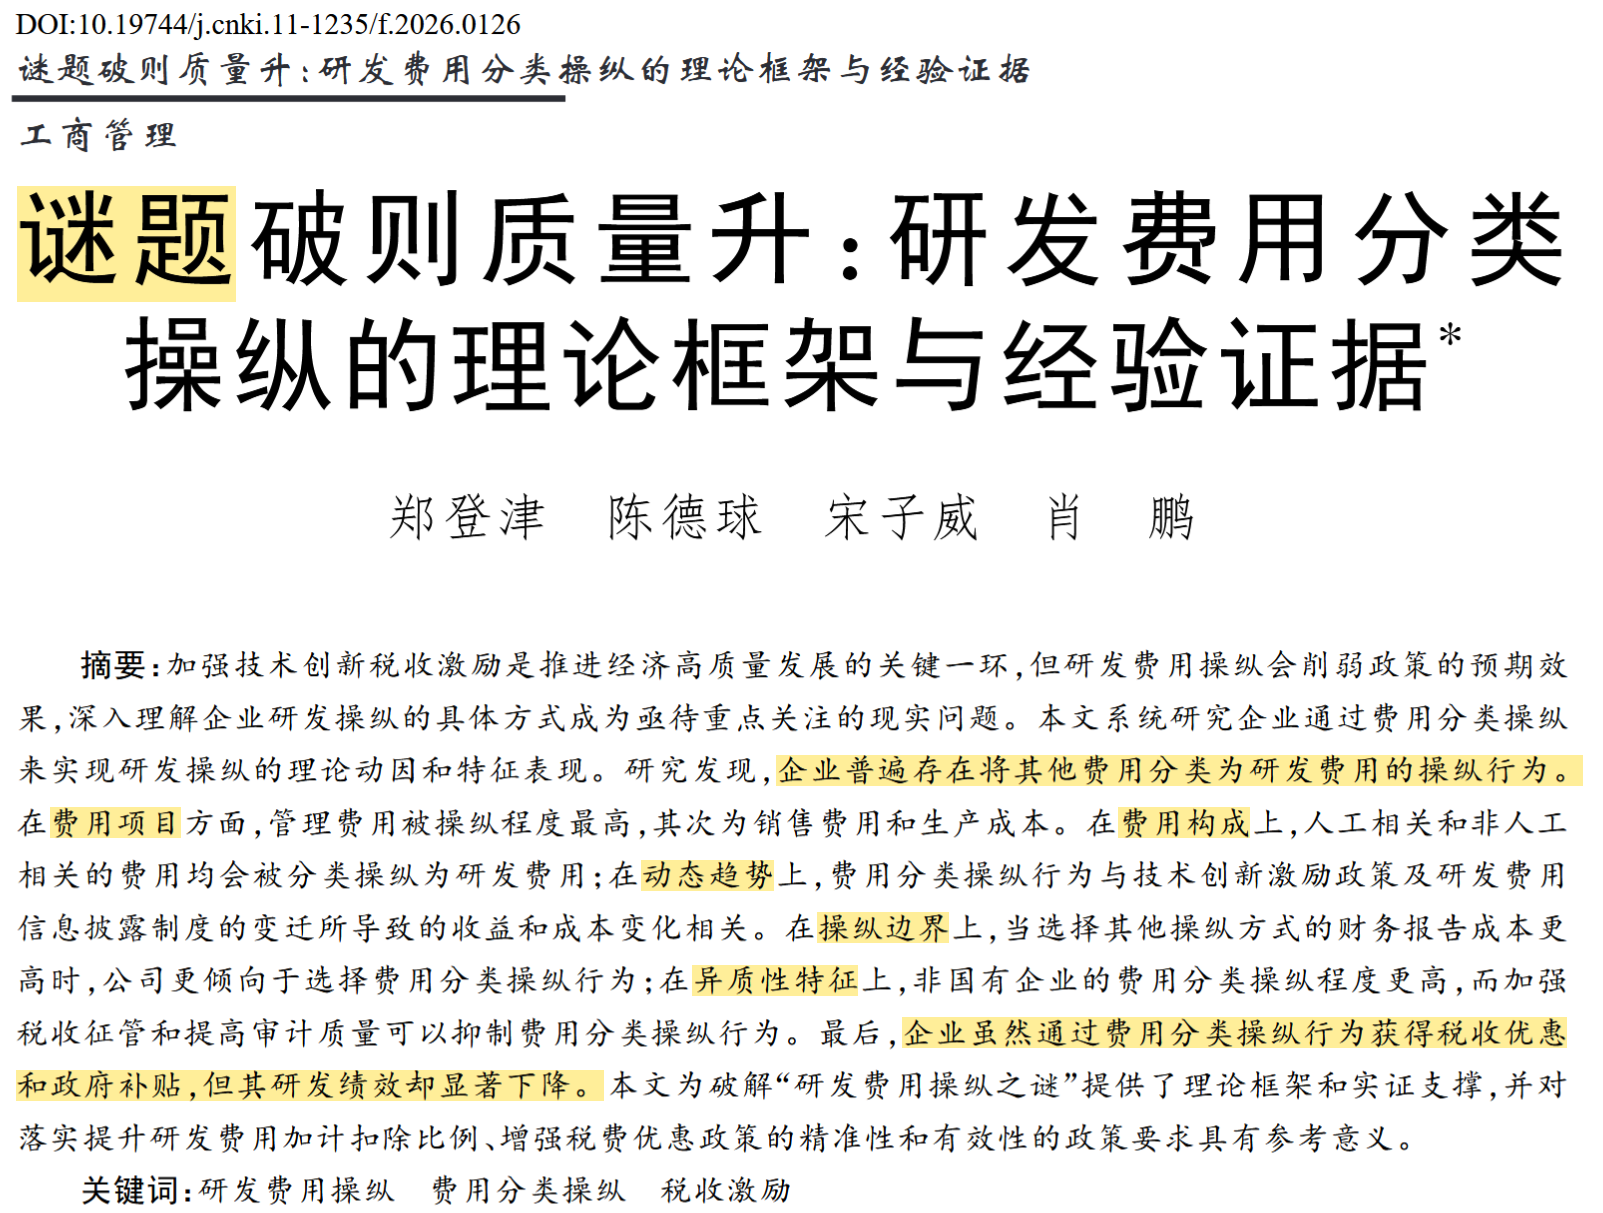 DOI:10.19744/j.cnki.11-1235/f.2026.0126
谜题破则质量升:研发费用分类操纵的理论框架与经验证据
工商管理
谜题破则质量升:研发费用分类
操纵的理论框架与经验证据*
郑登津 陈德球 宋子威 肖 鹏
摘要:加强技术创新税收激励是推进经济高质量发展的关键一环,但研发费用操纵会削弱政策的预期效
果,深入理解企业研发操纵的具体方式成为亟待重点关注的现实问题。本文系统研究企业通过费用分类操纵
来实现研发操纵的理论动因和特征表现。研究发现,企业普遍存在将其他费用分类为研发费用的操纵行为。
在费用项目方面,管理费用被操纵程度最高,其次为销售费用和生产成本。在费用构成上,人工相关和非人工
相关的费用均会被分类操纵为研发费用;在动态趋势上,费用分类操纵行为与技术创新激励政策及研发费用
信息披露制度的变迁所导致的收益和成本变化相关。在操纵边界上,当选择其他操纵方式的财务报告成本更
高时,公司更倾向于选择费用分类操纵行为;在异质性特征上,非国有企业的费用分类操纵程度更高,而加强
税收征管和提高审计质量可以抑制费用分类操纵行为。最后,企业虽然通过费用分类操纵行为获得税收优惠
和政府补贴,但其研发绩效却显著下降。本文为破解“研发费用操纵之谜”提供了理论框架和实证支撑,并对
落实提升研发费用加计扣除比例、增强税费优惠政策的精准性和有效性的政策要求具有参考意义。
关键词:研发费用操纵 费用分类操纵 税收激励